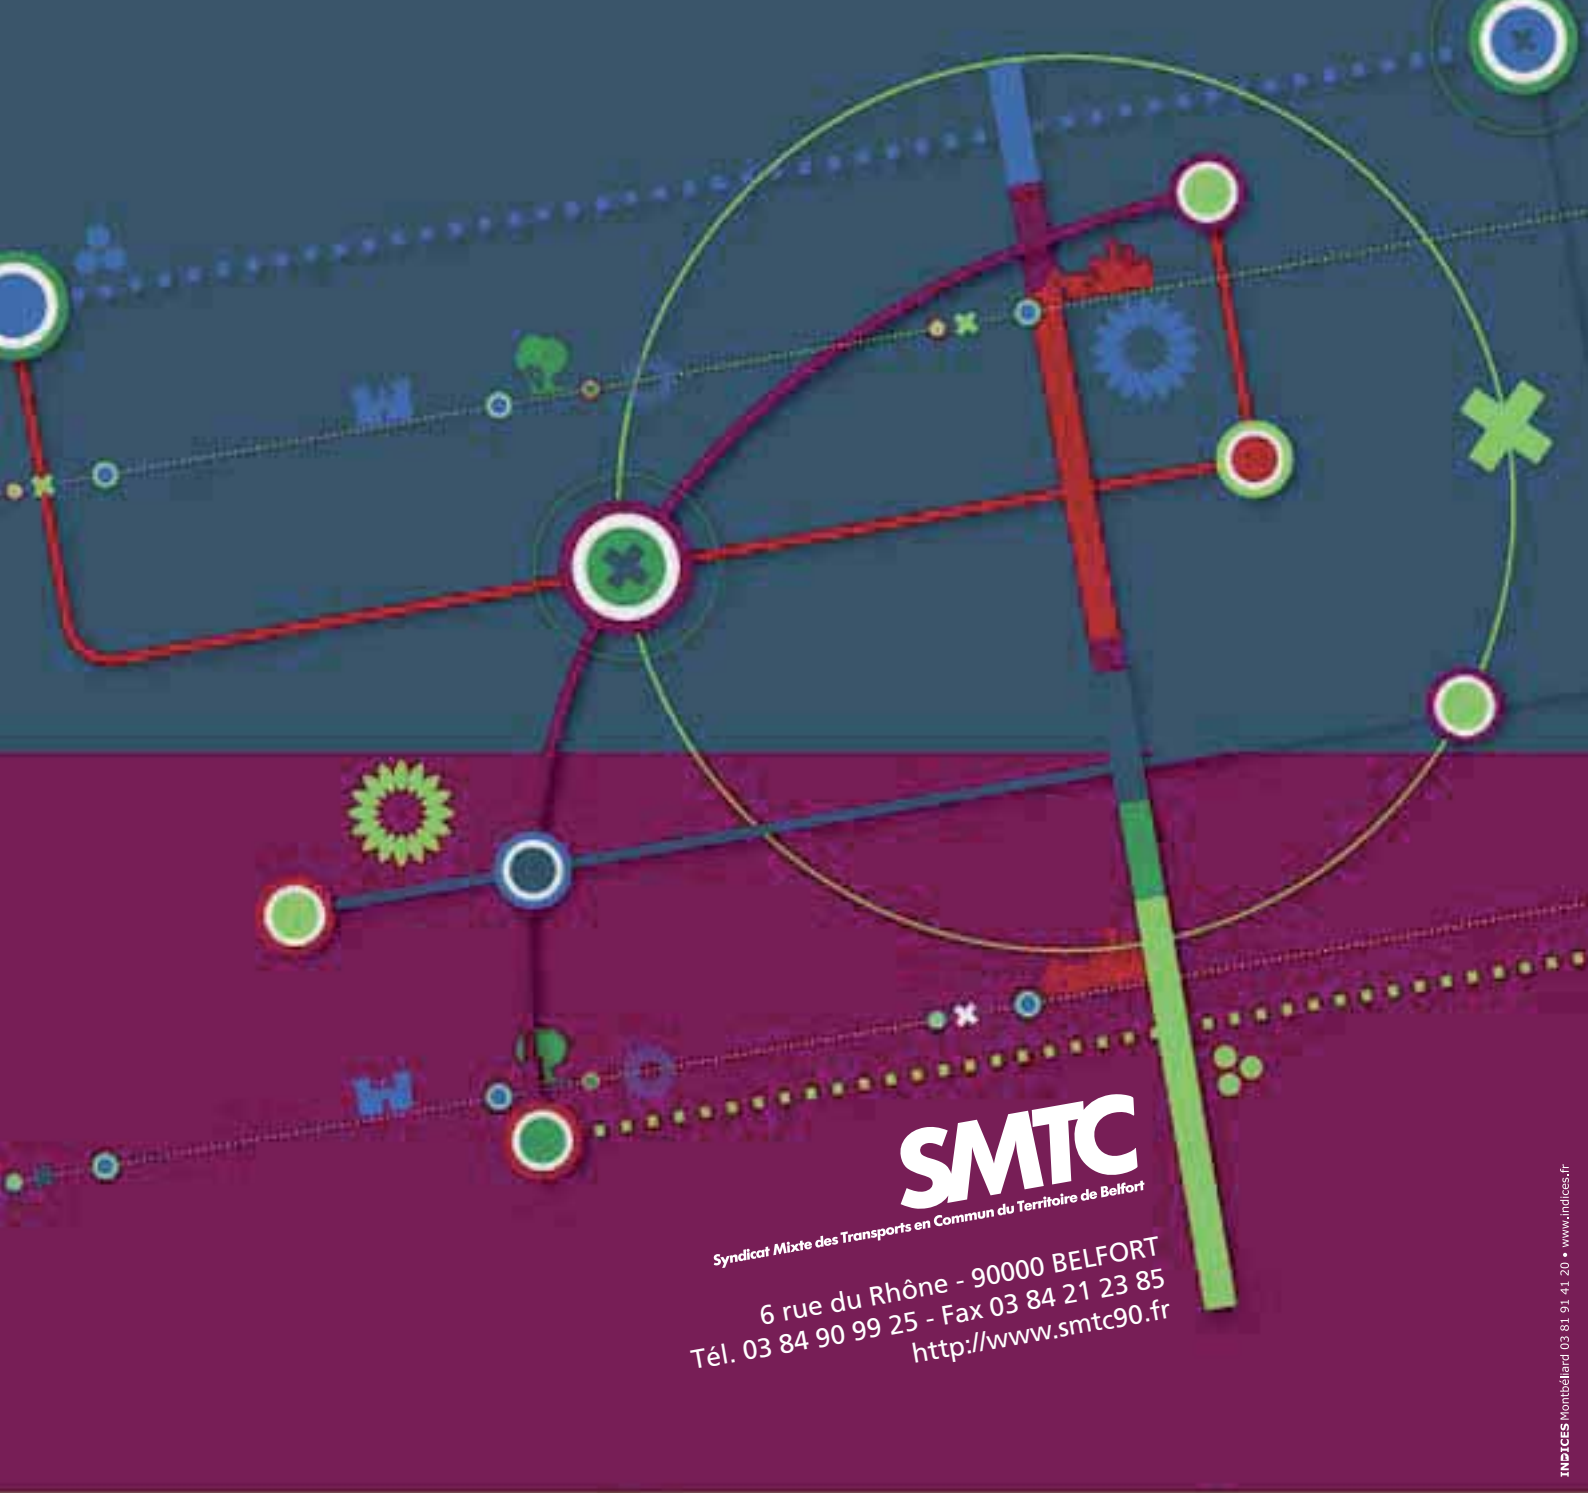 SMTC
Syndicat Mixte des Transports en Commun du Territoire de Belfort
6 rue du Rhône - 90000 BELFORT
Tél. 03 84 90 99 25 - Fax 03 84 21 23 85
http://www.smtc90.fr
INDICES Montbéliard 03 81 91 41 20 • www.indices.fr